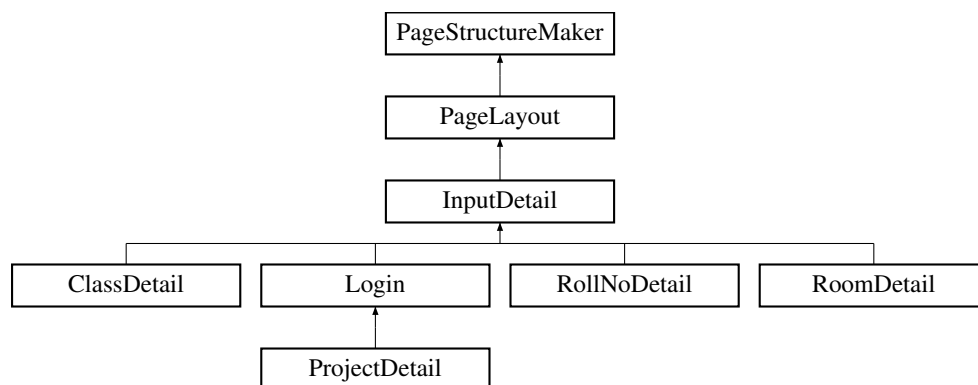 PageStructureMaker
PageLayout
InputDetail
ClassDetail Login RollNoDetail RoomDetail
ProjectDetail